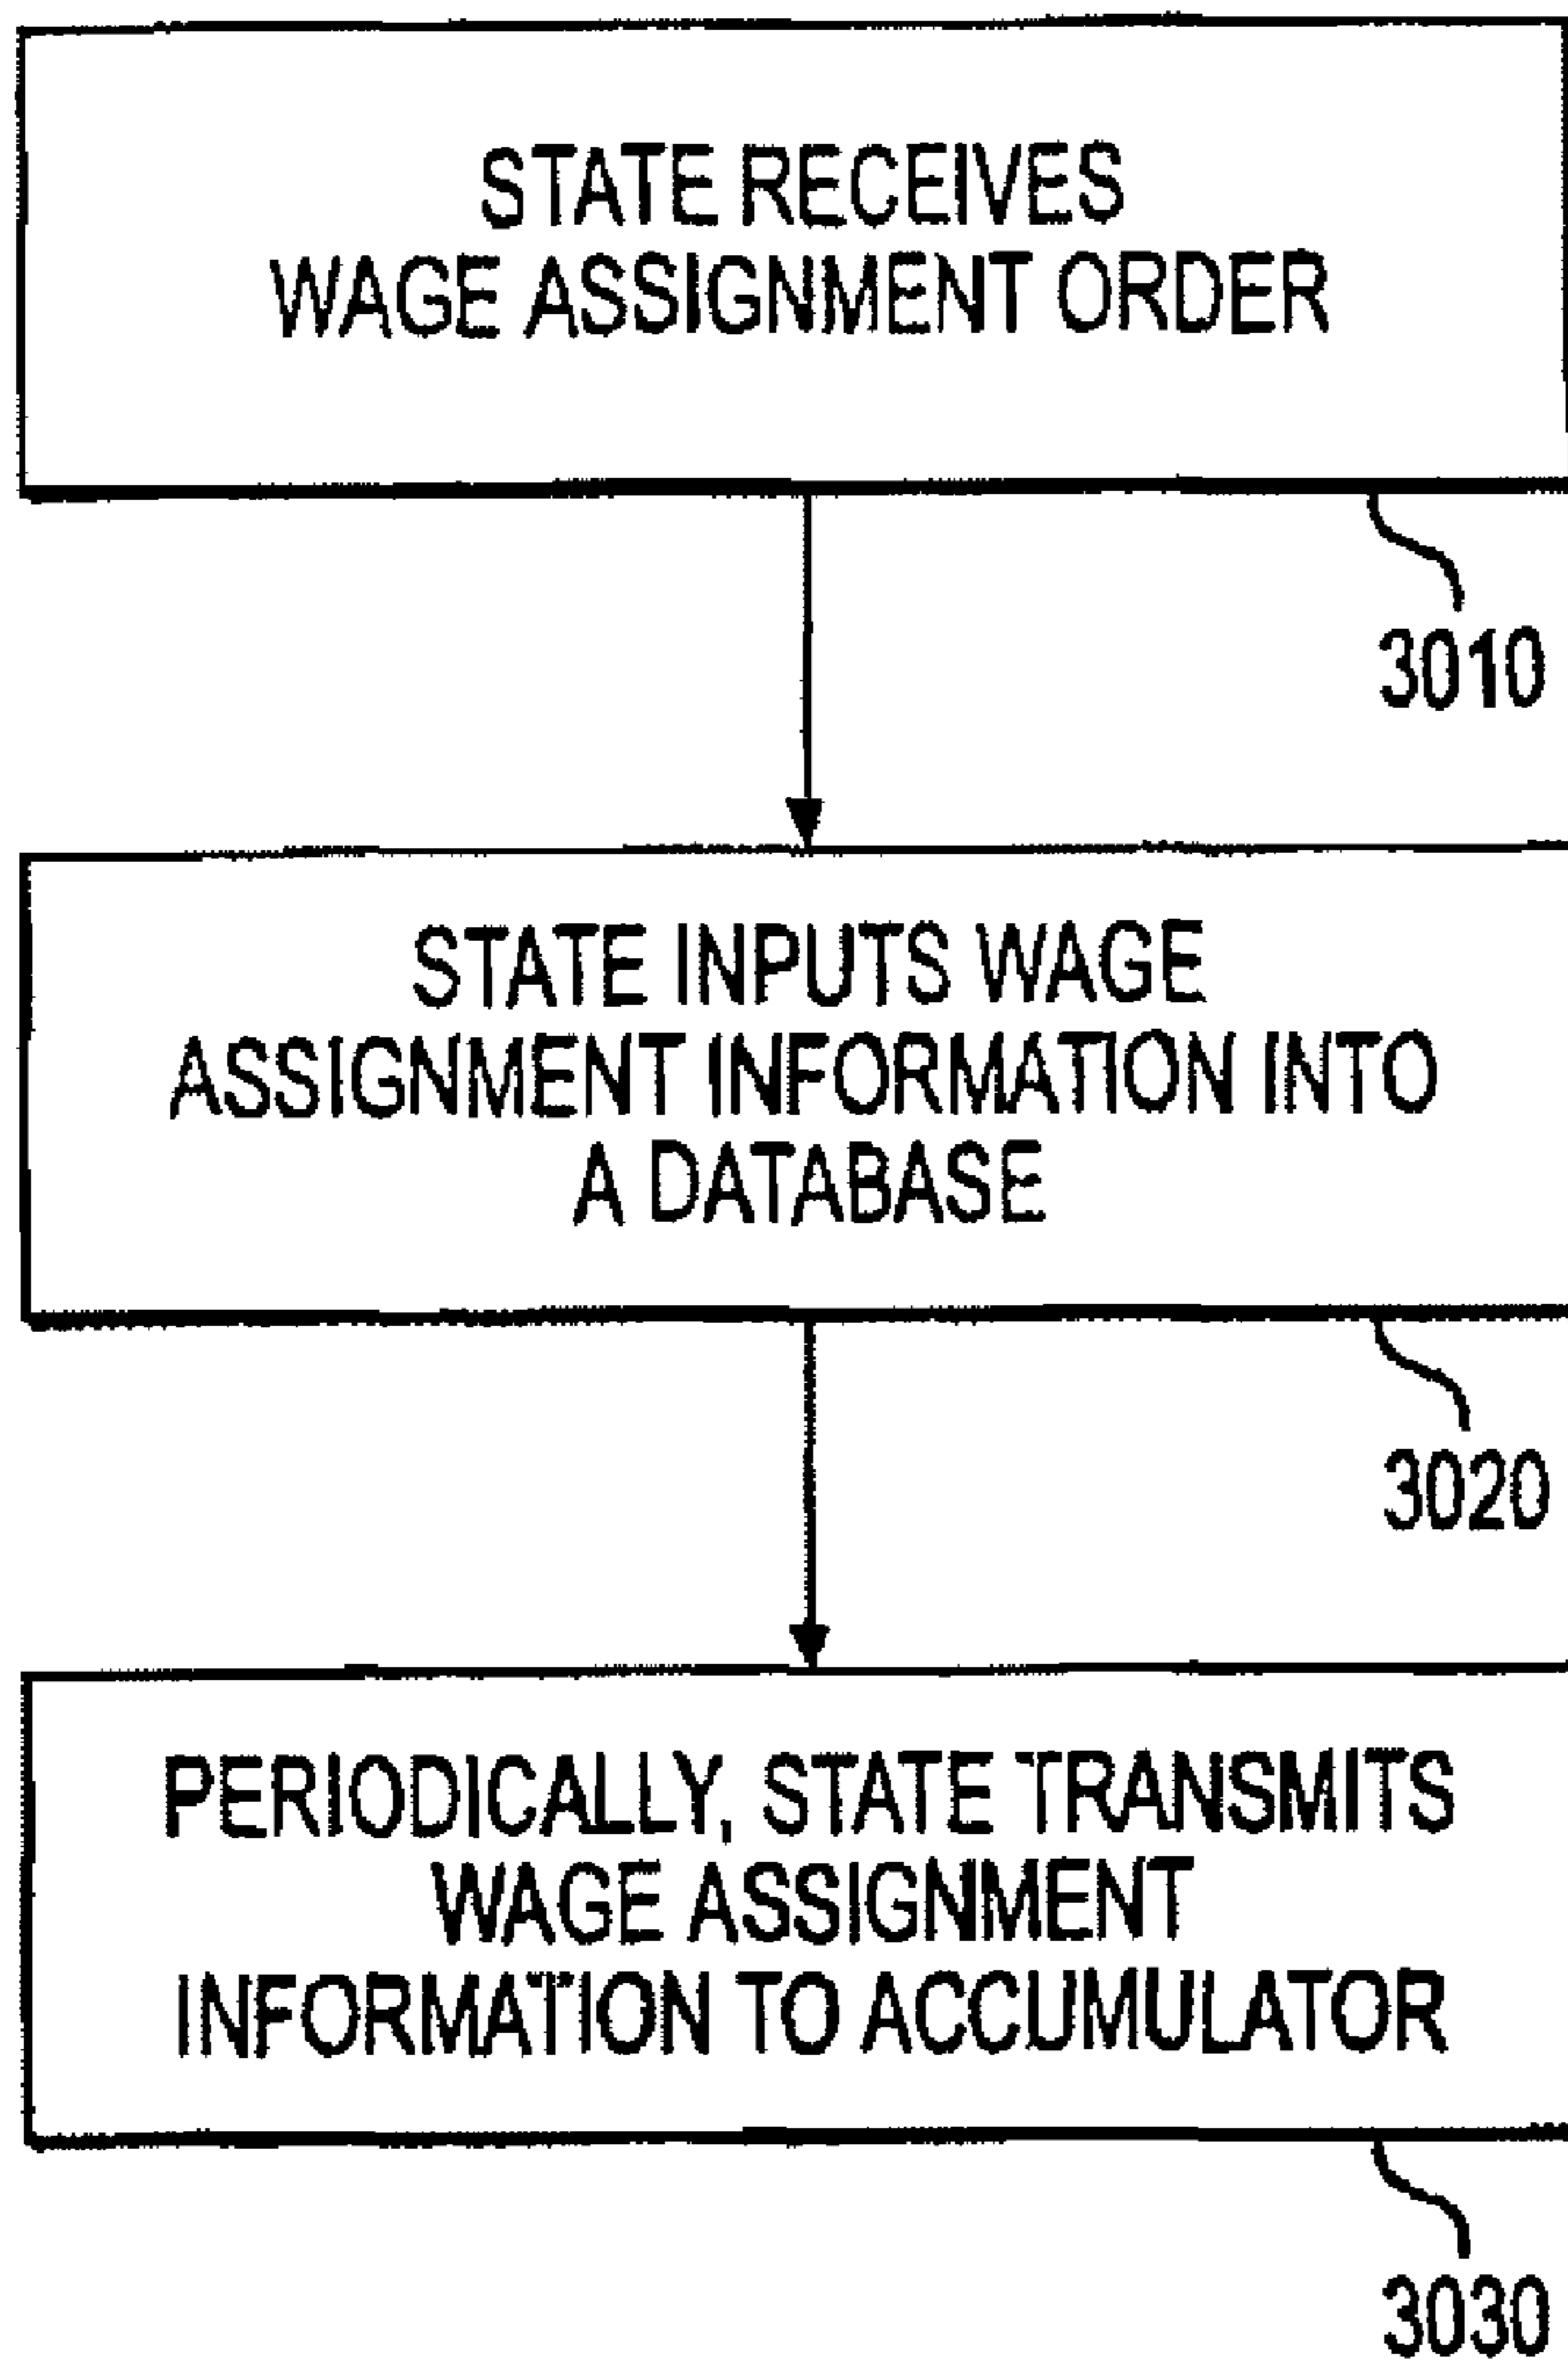 STATE RECEIVES
WAGE ASSIGNMENT ORDER
3010
STATE INPUTS WAGE
ASSIGNMENT INFORMATION INTO
A DATABASE
3020
PERIODICALLY, STATE TRANSMITS
WAGE ASSIGNMENT
INFORMATION TO ACCUMULATOR
3030